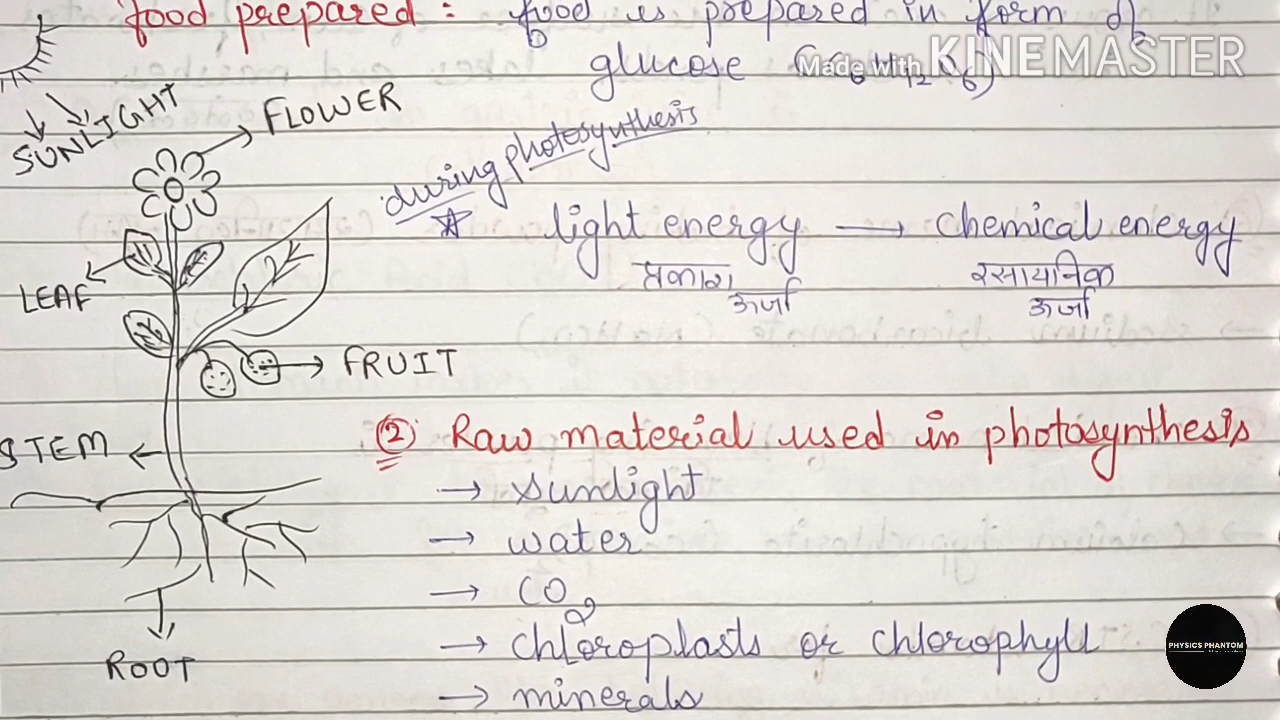 food prepared : food is prepared in form of
glucose (C6H12O6)
Made with KINEMASTER
SUNLIGHT
FLOWER
during photosynthesis
light energy → Chemical energy
प्रकाश रसायनिक
ऊर्जा ऊर्जा
LEAF
FRUIT
STEM
② Raw material used in photosynthesis
→ Sunlight
→ water
→ CO2
→ chloroplasts or chlorophyll
→ minerals
ROOT
PHYSICS PHANTOM